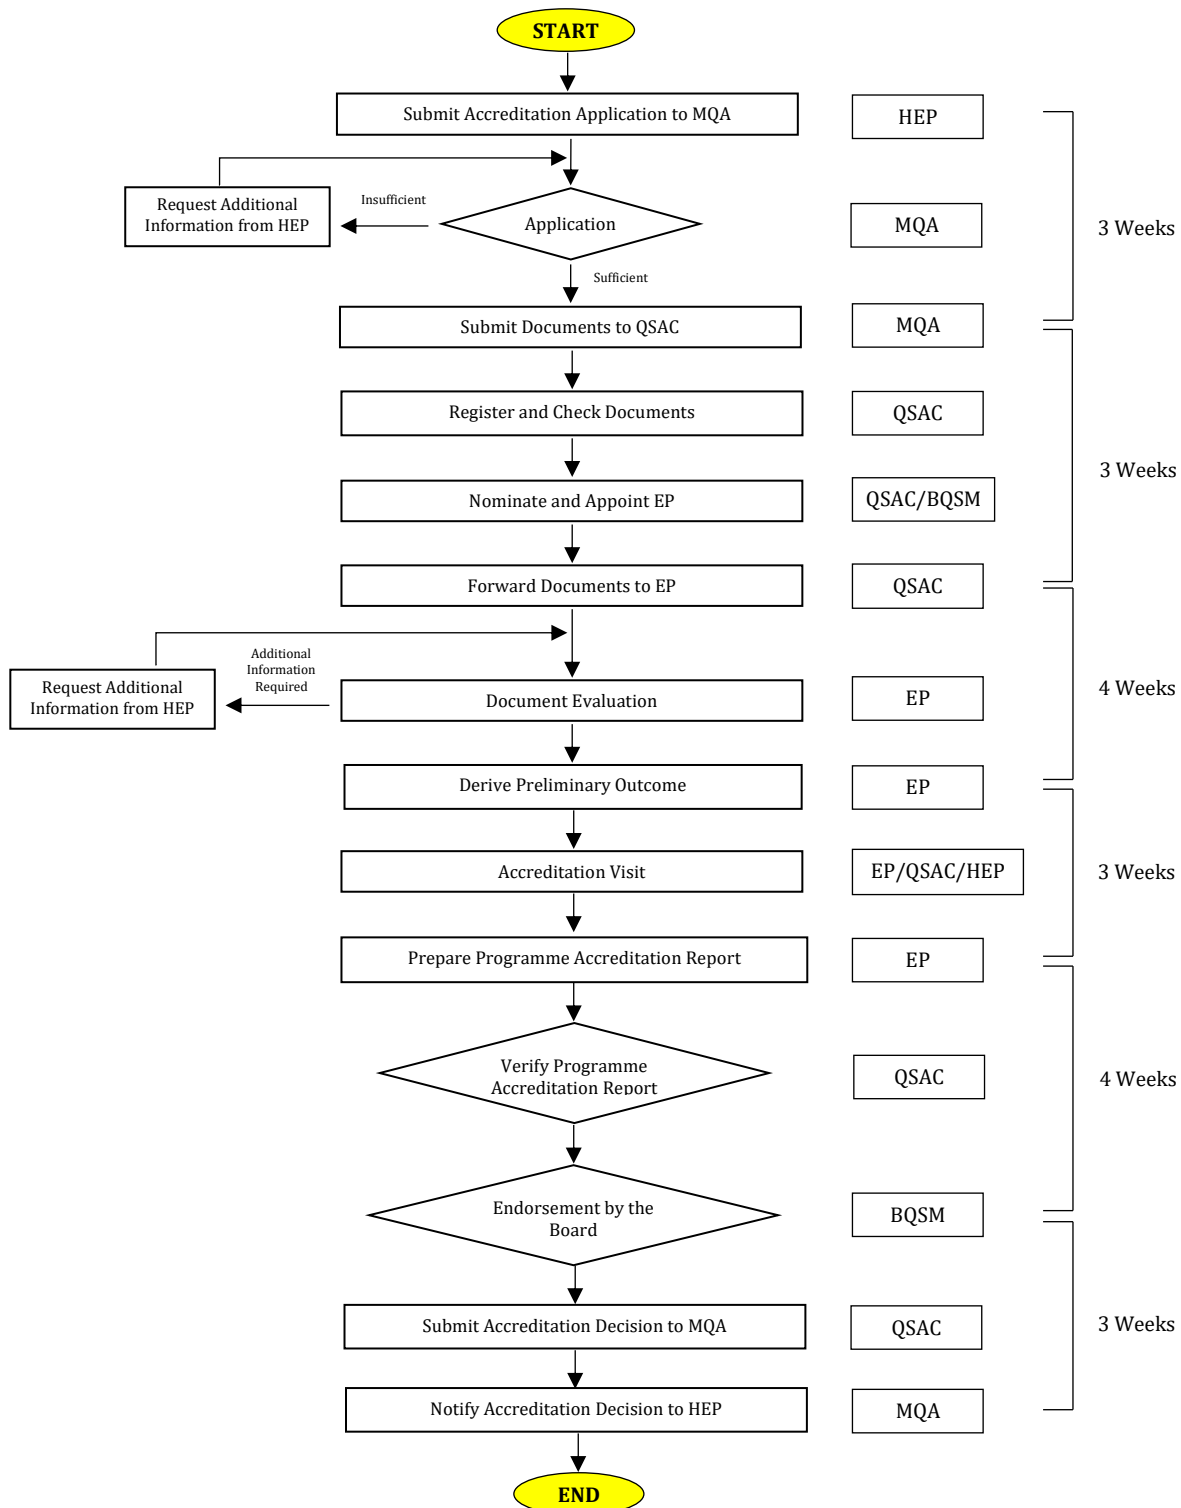 START
Submit Accreditation Application to MQA
HEP
Request Additional
Information from HEP
Insufficient
Application
MQA
3 Weeks
Sufficient
Submit Documents to QSAC
MQA
Register and Check Documents
QSAC
3 Weeks
Nominate and Appoint EP
QSAC/BQSM
Forward Documents to EP
QSAC
Additional
Information
Required
Request Additional
Information from HEP
Document Evaluation
EP
4 Weeks
Derive Preliminary Outcome
EP
Accreditation Visit
EP/QSAC/HEP
3 Weeks
Prepare Programme Accreditation Report
EP
Verify Programme
Accreditation Report
QSAC
4 Weeks
Endorsement by the
Board
BQSM
Submit Accreditation Decision to MQA
QSAC
3 Weeks
Notify Accreditation Decision to HEP
MQA
END